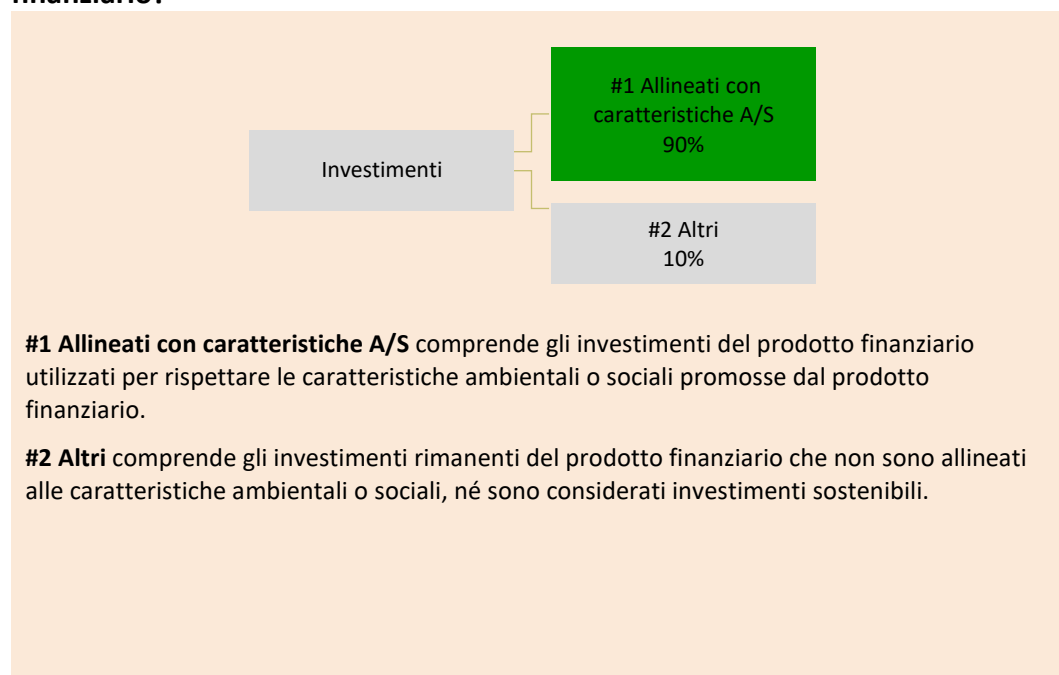 finanziario?
#1 Allineati con
caratteristiche A/S
90%
Investimenti
#2 Altri
10%
#1 Allineati con caratteristiche A/S comprende gli investimenti del prodotto finanziario
utilizzati per rispettare le caratteristiche ambientali o sociali promosse dal prodotto
finanziario.
#2 Altri comprende gli investimenti rimanenti del prodotto finanziario che non sono allineati
alle caratteristiche ambientali o sociali, né sono considerati investimenti sostenibili.